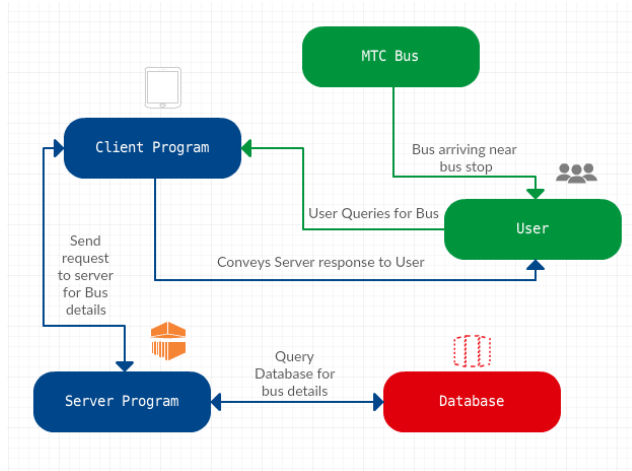 MTC Bus
Client Program
Bus arriving near
bus stop
User Queries for Bus
User
Send
request
to server
for Bus
details
Conveys Server response to User
Query
Database for
bus details
Server Program
Database